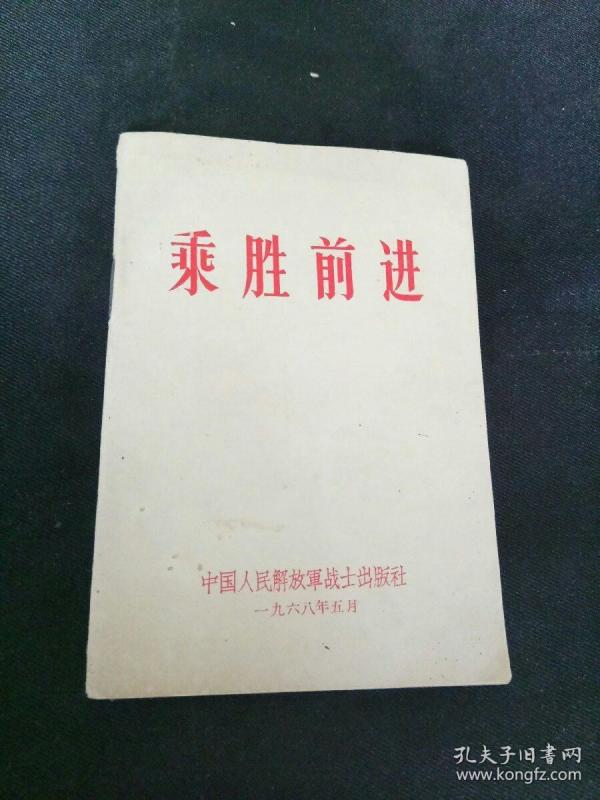 乘胜前进
中国人民解放軍战士出版社
一九六八年五月
孔夫子旧書网
www.kongfz.com